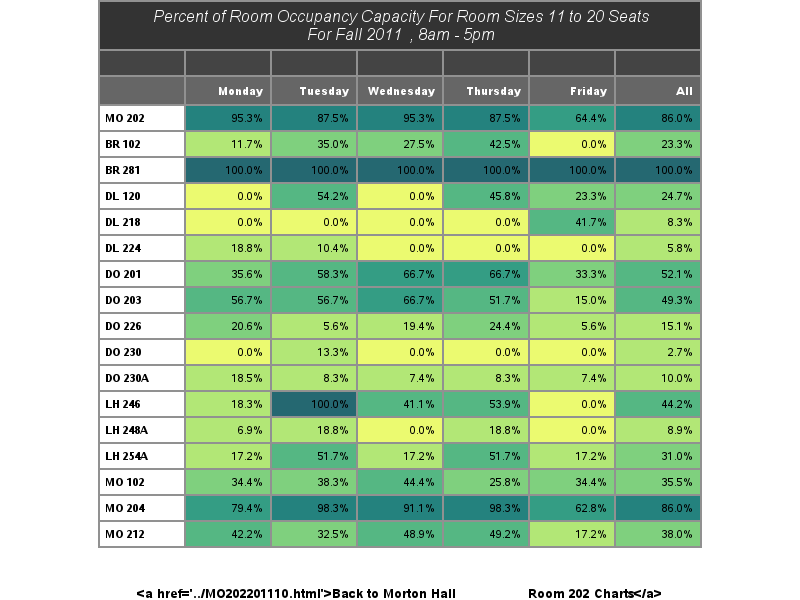 Percent of Room Occupancy Capacity For Room Sizes 11 to 20 Seats
For Fall 2011 , 8am - 5pm
Monday Tuesday Wednesday Thursday Friday All
MO 202 95.3% 87.5% 95.3% 87.5% 64.4% 86.0%
BR 102 11.7% 35.0% 27.5% 42.5% 0.0% 23.3%
BR 281 100.0% 100.0% 100.0% 100.0% 100.0% 100.0%
DL 120 0.0% 54.2% 0.0% 45.8% 23.3% 24.7%
DL 218 0.0% 0.0% 0.0% 0.0% 41.7% 8.3%
DL 224 18.8% 10.4% 0.0% 0.0% 0.0% 5.8%
DO 201 35.6% 58.3% 66.7% 66.7% 33.3% 52.1%
DO 203 56.7% 56.7% 66.7% 51.7% 15.0% 49.3%
DO 226 20.6% 5.6% 19.4% 24.4% 5.6% 15.1%
DO 230 0.0% 13.3% 0.0% 0.0% 0.0% 2.7%
DO 230A 18.5% 8.3% 7.4% 8.3% 7.4% 10.0%
LH 246 18.3% 100.0% 41.1% 53.9% 0.0% 44.2%
LH 248A 6.9% 18.8% 0.0% 18.8% 0.0% 8.9%
LH 254A 17.2% 51.7% 17.2% 51.7% 17.2% 31.0%
MO 102 34.4% 38.3% 44.4% 25.8% 34.4% 35.5%
MO 204 79.4% 98.3% 91.1% 98.3% 62.8% 86.0%
MO 212 42.2% 32.5% 48.9% 49.2% 17.2% 38.0%
<a href='../MO202201110.html'>Back to Morton Hall Room 202 Charts</a>